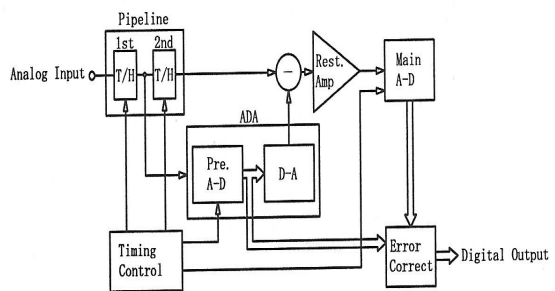 Pipeline
1st
2nd
Analog Input
T/H
T/H
−
Rest.
Amp
Main
A-D
ADA
Pre.
A-D
D-A
Timing
Control
Error
Correct
Digital Output